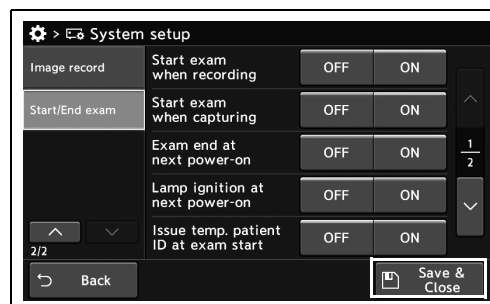 > System setup
Image record
Start/End exam
2/2
Start exam
when recording
OFF ON
Start exam
when capturing
OFF ON
Exam end at
next power-on
OFF ON
Lamp ignition at
next power-on
OFF ON
Issue temp. patient
ID at exam start
OFF ON
1
2
Back
Save &
Close